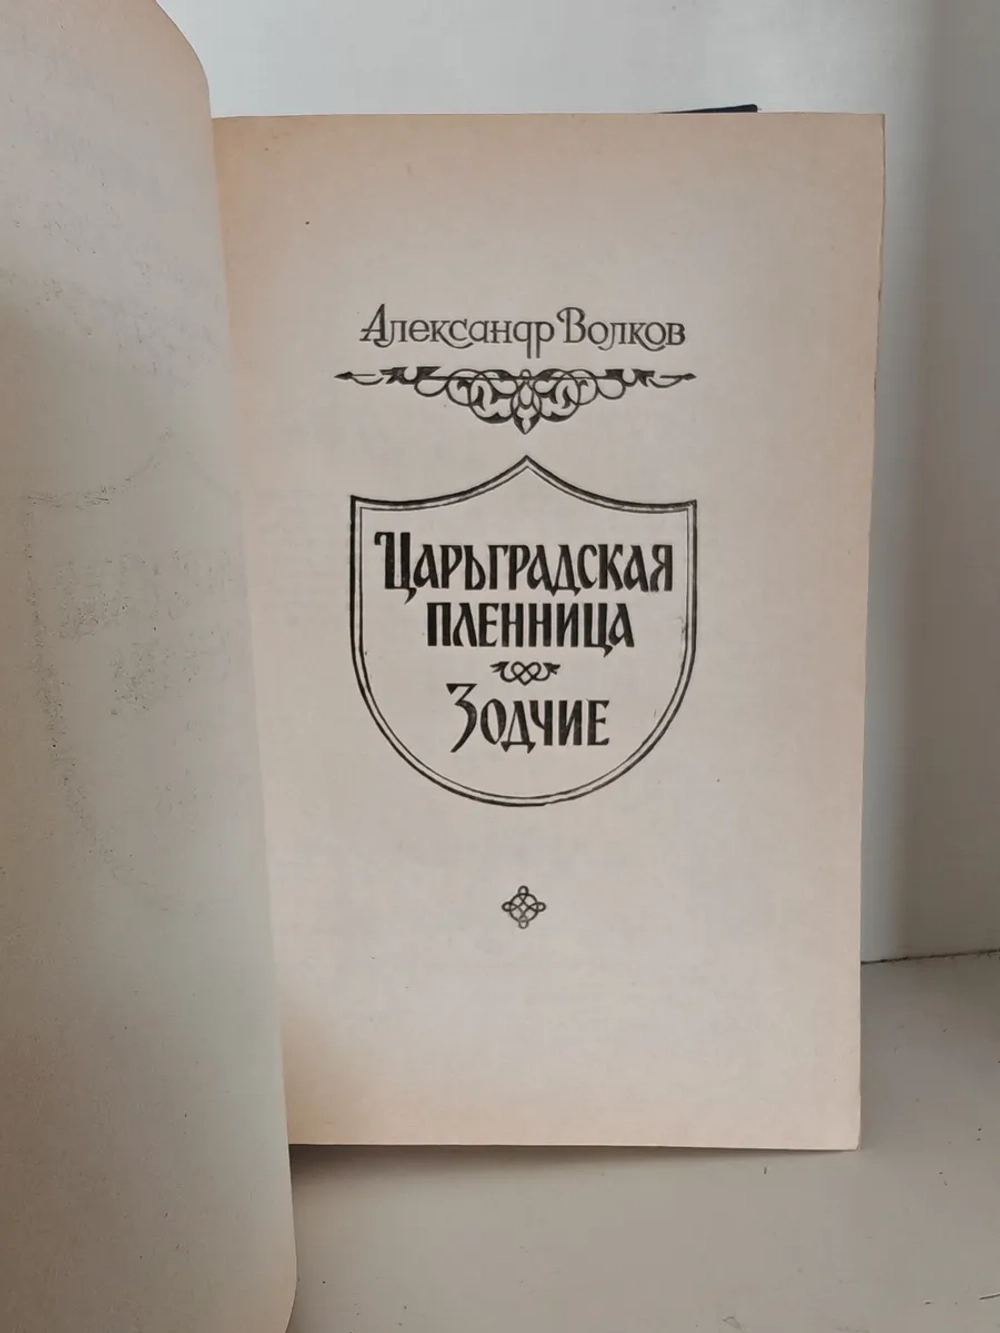 Александр Волков
Царьградская
пленница
Зодчие